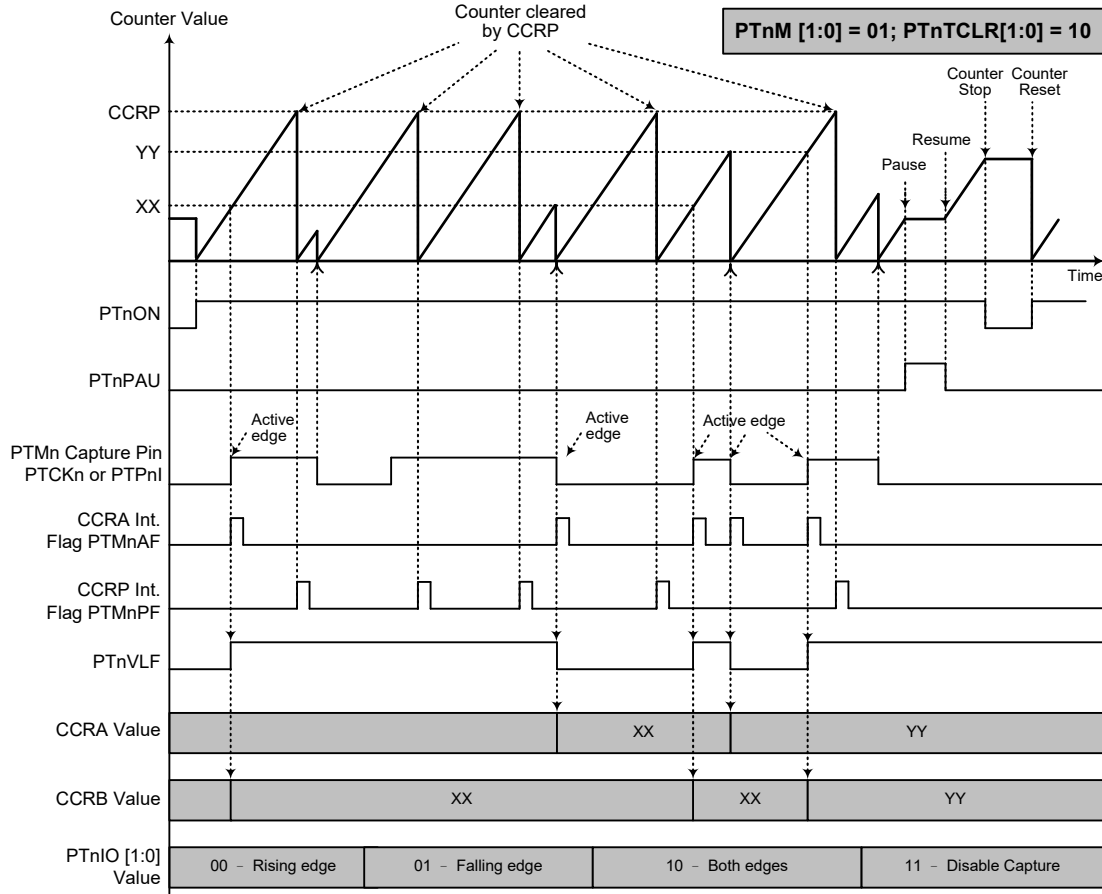 Counter Value
Counter cleared
by CCRP
PTnM [1:0] = 01; PTnTCLR[1:0] = 10
Counter
Stop
Counter
Reset
CCRP
YY
Resume
Pause
XX
Time
PTnON
PTnPAU
Active
edge
Active
edge
Active edge
PTMn Capture Pin
PTCKn or PTPnI
CCRA Int.
Flag PTMnAF
CCRP Int.
Flag PTMnPF
PTnVLF
CCRA Value
XX
YY
CCRB Value
XX
XX
YY
PTnIO [1:0]
Value
00 – Rising edge
01 – Falling edge
10 – Both edges
11 – Disable Capture